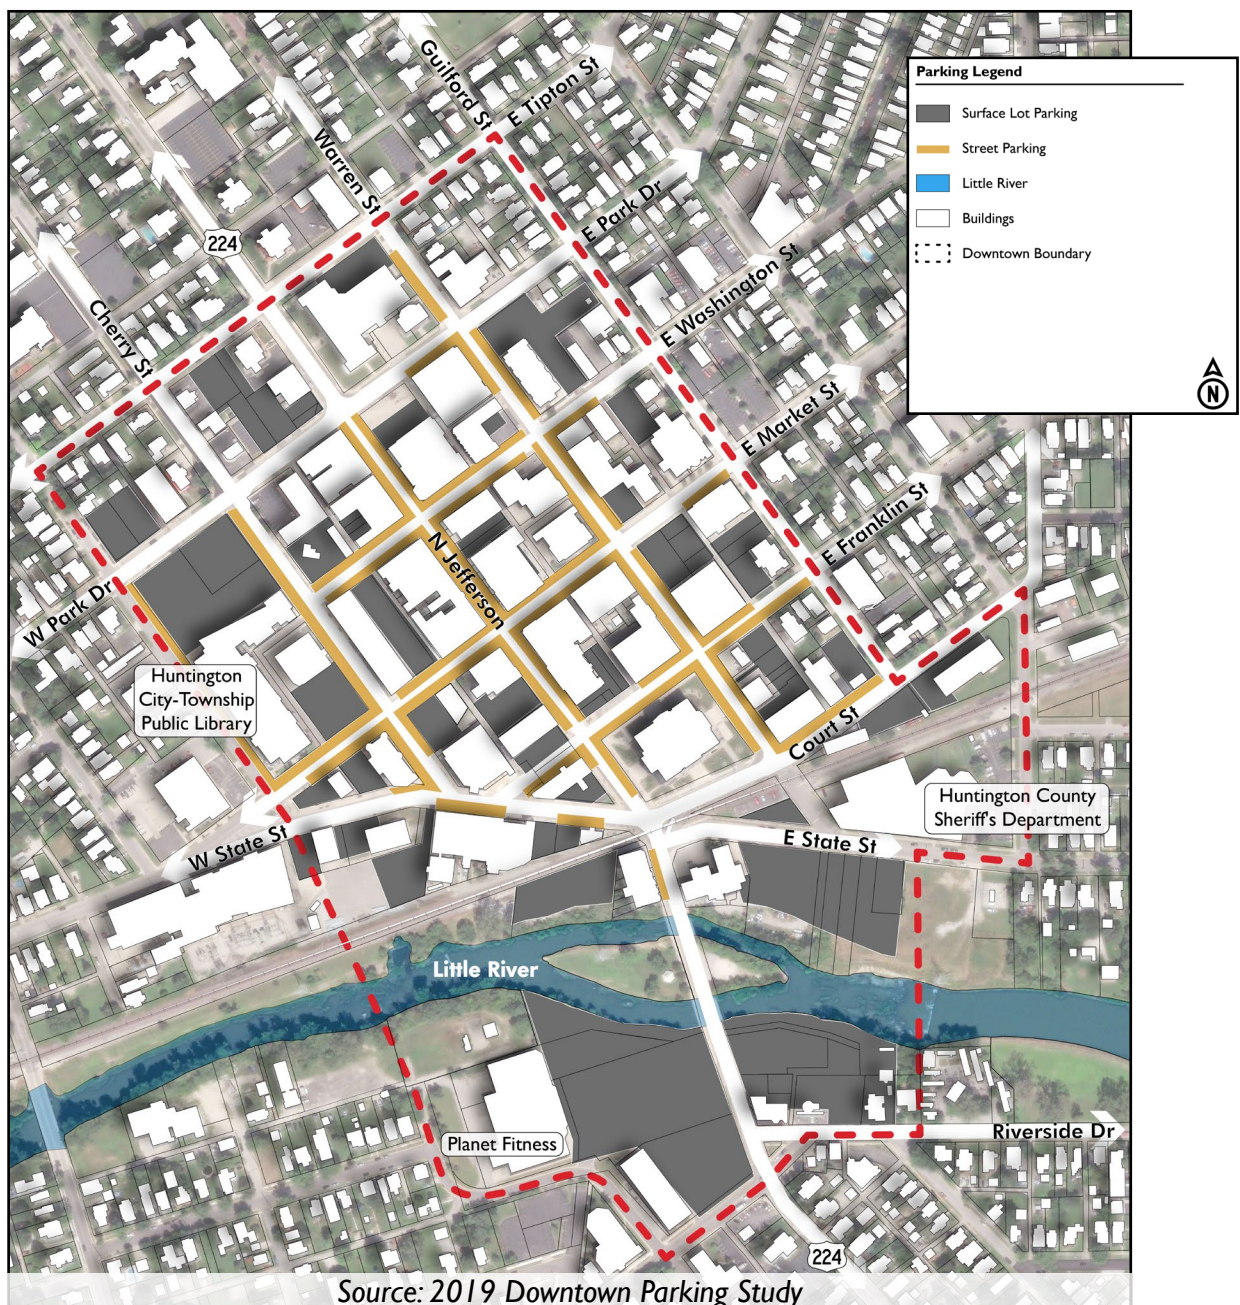 Parking Legend
Surface Lot Parking
Street Parking
Little River
Buildings
Downtown Boundary
N
Guilford St
E Tipton St
Warren St
E Park Dr
224
E Washington St
Cherry St
E Market St
E Franklin St
N Jefferson
W Park Dr
Huntington
City-Township
Public Library
Court St
Huntington County
Sheriff's Department
W State St
E State St
Little River
Planet Fitness
Riverside Dr
224
Source: 2019 Downtown Parking Study